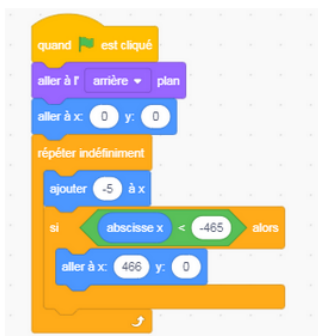 quand est cliqué
aller à l' arrière plan
aller à x: 0 y: 0
répéter indéfiniment
ajouter -5 à x
si abscisse x < -465 alors
aller à x: 466 y: 0